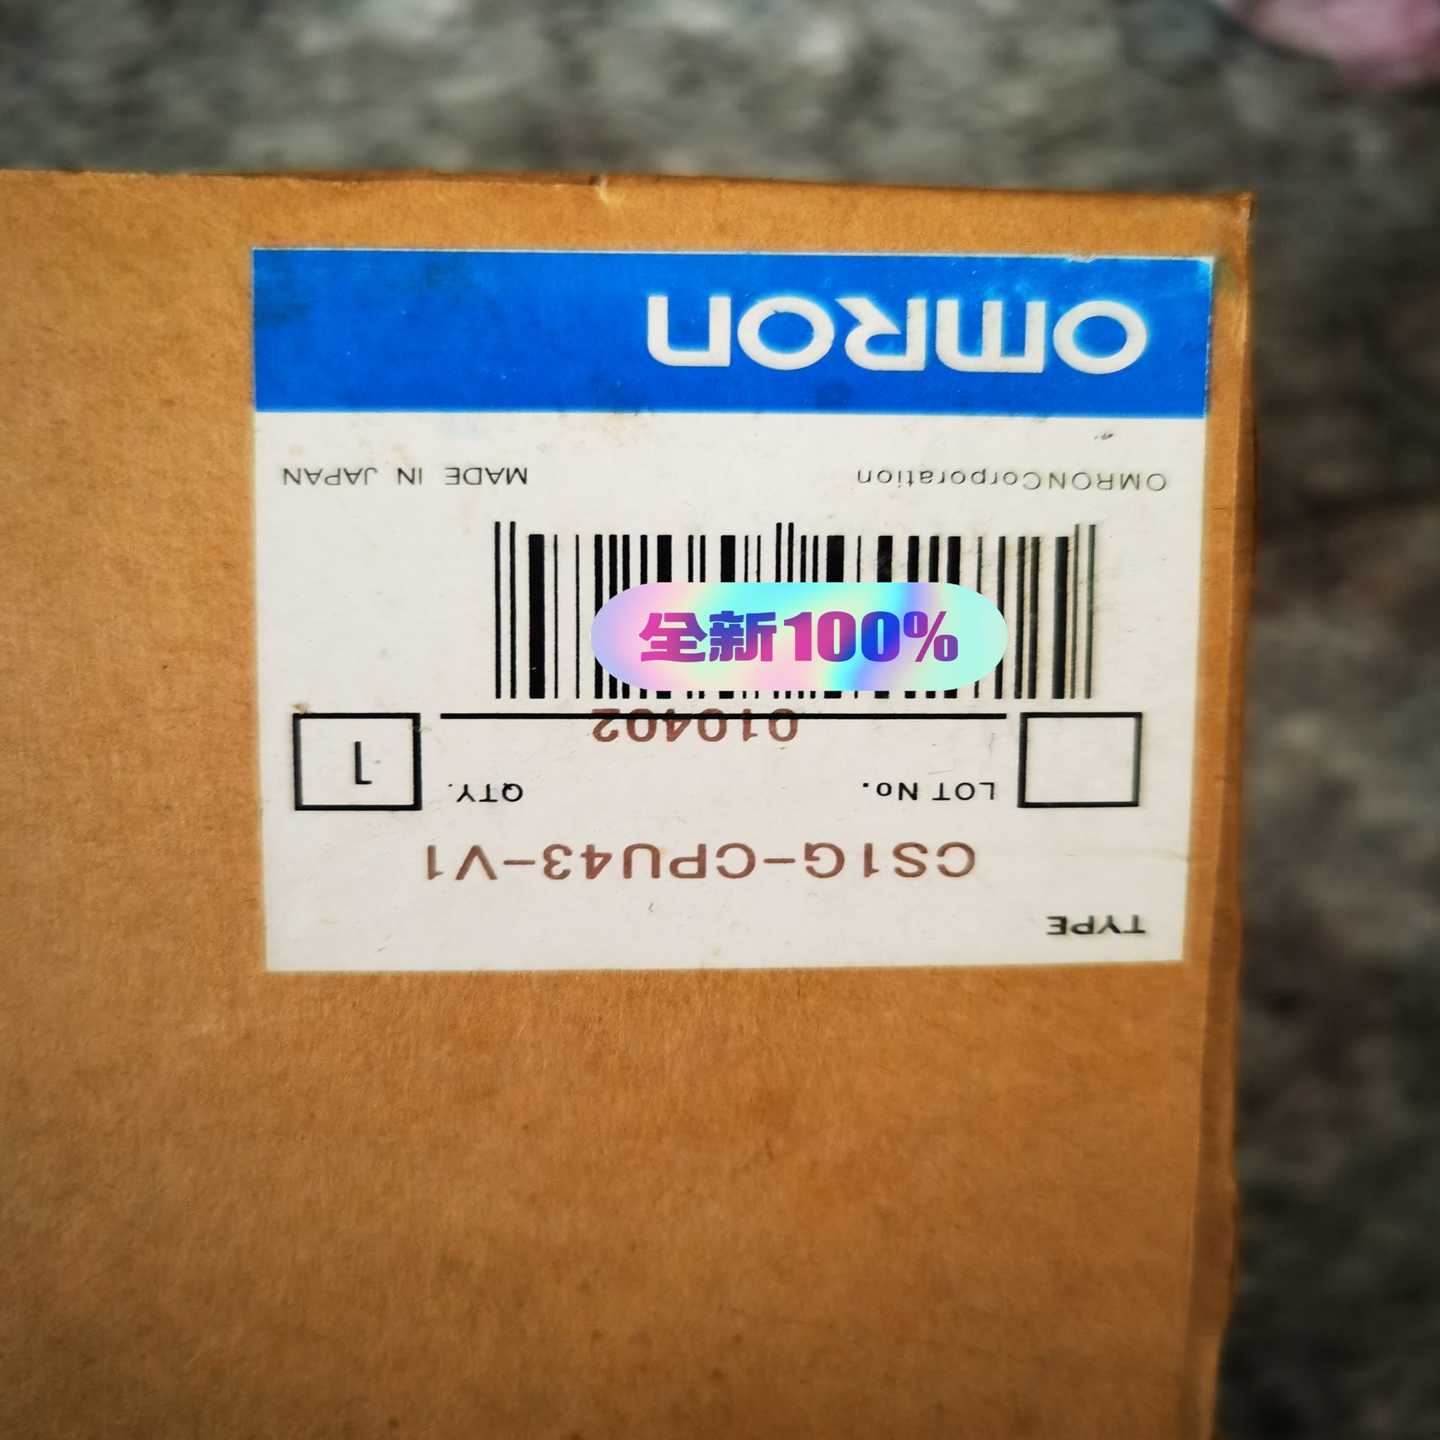 TYPE
CS1G-CPU43-V1
LOT No. QTY. 1
010402
全新100%
OMRONCorporation MADE IN JAPAN
OMRON